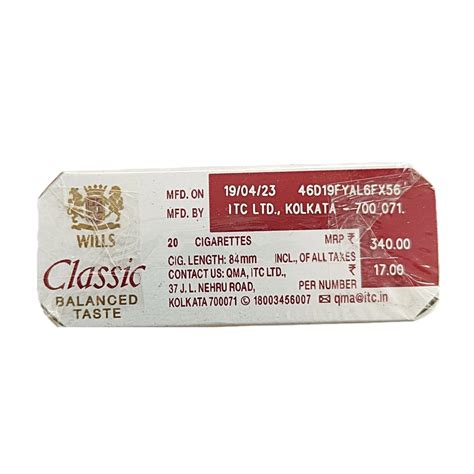 WILLS
Classic
BALANCED
TASTE
MFD. ON 19/04/23 46D19FYAL6FX56
MFD. BY ITC LTD., KOLKATA - 700 071.
20 CIGARETTES MRP ₹ 340.00
CIG. LENGTH: 84mm INCL., OF ALL TAXES
CONTACT US: QMA, ITC LTD., ₹ 17.00
37 J. L. NEHRU ROAD, PER NUMBER
KOLKATA 700071 18003456007 qma@itc.in